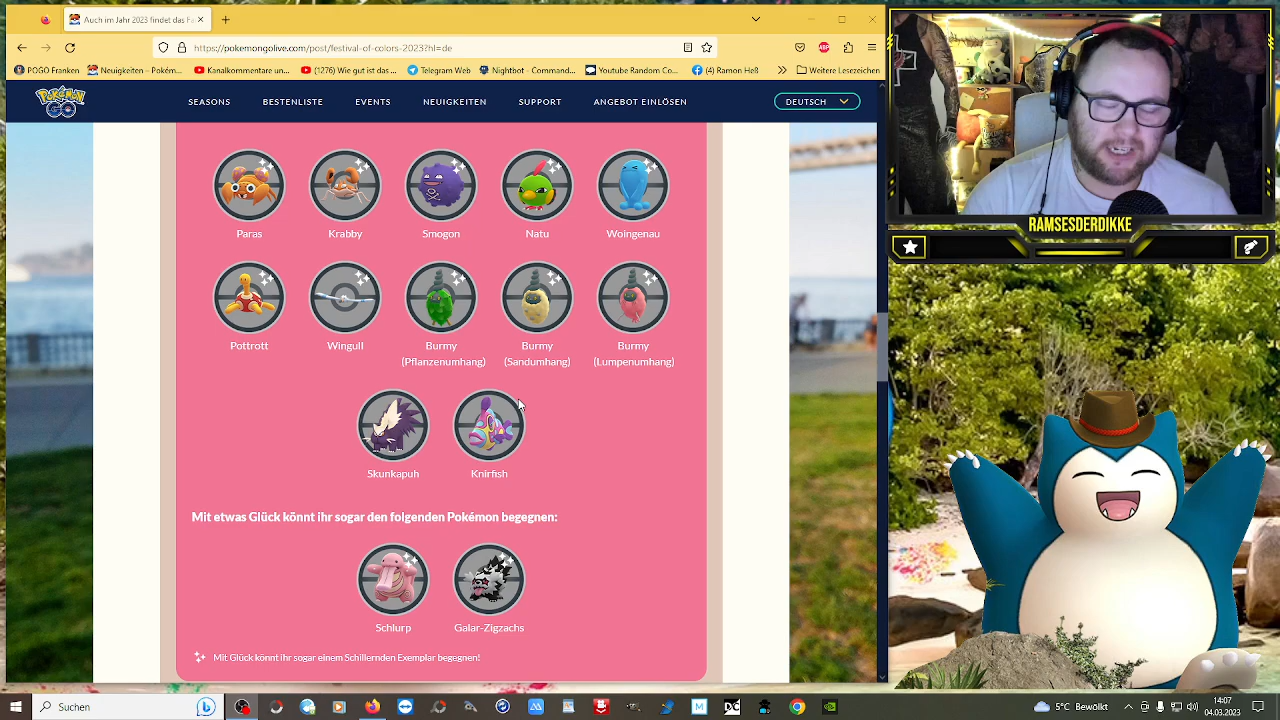 Auch im Jahr 2023 findet das Fe
https://pokemongolive.com/post/festival-of-colors-2023?hl=de
POGO Franken
Neuigkeiten – Pokém...
Kanalkommentare un...
(1276) Wie gut ist das ...
Telegram Web
Nightbot - Comman...
Youtube Random Co...
(4) Ramon Heß
Weitere Lesezeichen
Pokémon GO
SEASONS
BESTENLISTE
EVENTS
NEUIGKEITEN
SUPPORT
ANGEBOT EINLÖSEN
DEUTSCH
Paras
Krabby
Smogon
Natu
Woingenau
Pottrott
Wingull
Burmy
(Pflanzenumhang)
Burmy
(Sandumhang)
Burmy
(Lumpenumhang)
Skunkapuh
Knirfish
Mit etwas Glück könnt ihr sogar den folgenden Pokémon begegnen:
Schlurp
Galar-Zigzachs
Mit Glück könnt ihr sogar einem Schillernden Exemplar begegnen!
RAMSESDERDIKKE
Suchen
5°C Bewölkt
14:07
04.03.2023